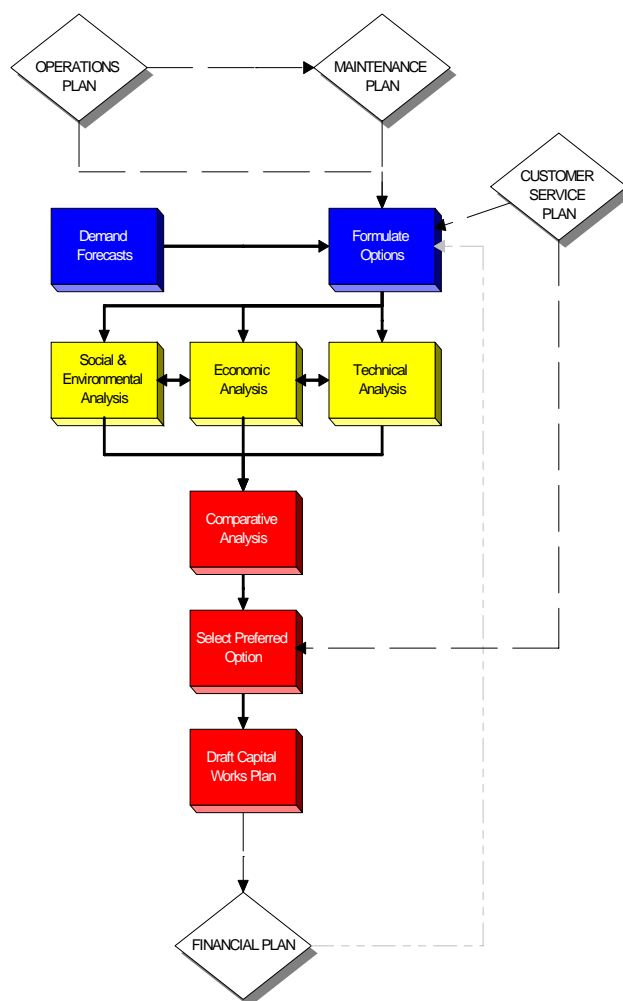 OPERATIONS
PLAN
MAINTENANCE
PLAN
CUSTOMER
SERVICE
PLAN
Demand
Forecasts
Formulate
Options
Social &
Environmental
Analysis
Economic
Analysis
Technical
Analysis
Comparative
Analysis
Select Preferred
Option
Draft Capital
Works Plan
FINANCIAL PLAN